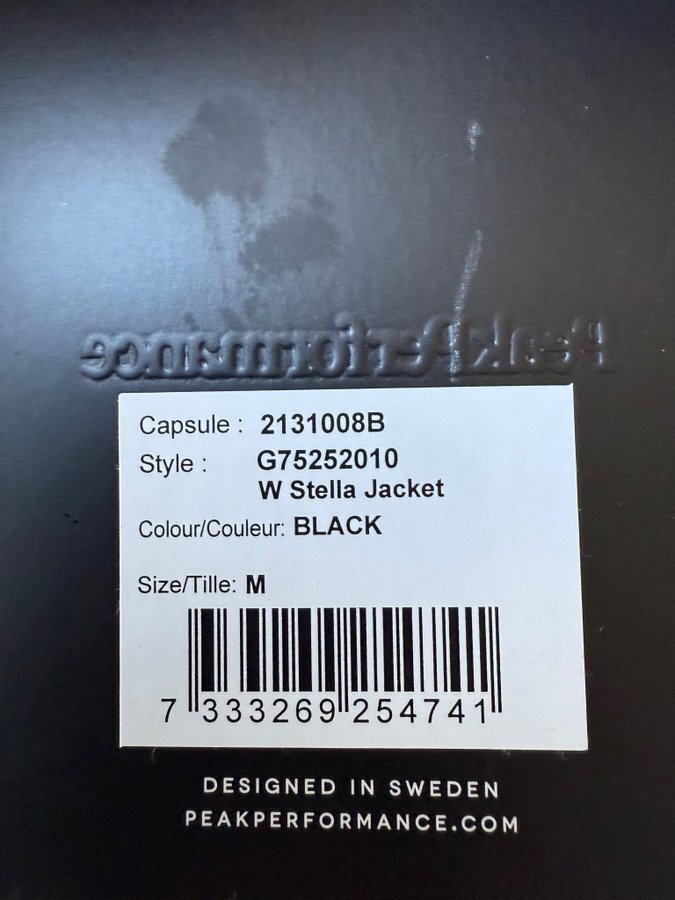 PeakPerformance
Capsule : 2131008B
Style : G75252010
W Stella Jacket
Colour/Couleur: BLACK
Size/Tille: M
7 333269 254741
DESIGNED IN SWEDEN
PEAKPERFORMANCE.COM